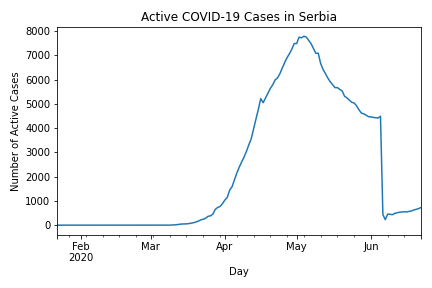 Active COVID-19 Cases in Serbia
8000
7000
6000
5000
4000
3000
2000
1000
0
Number of Active Cases
Feb Mar Apr May Jun
2020
Day